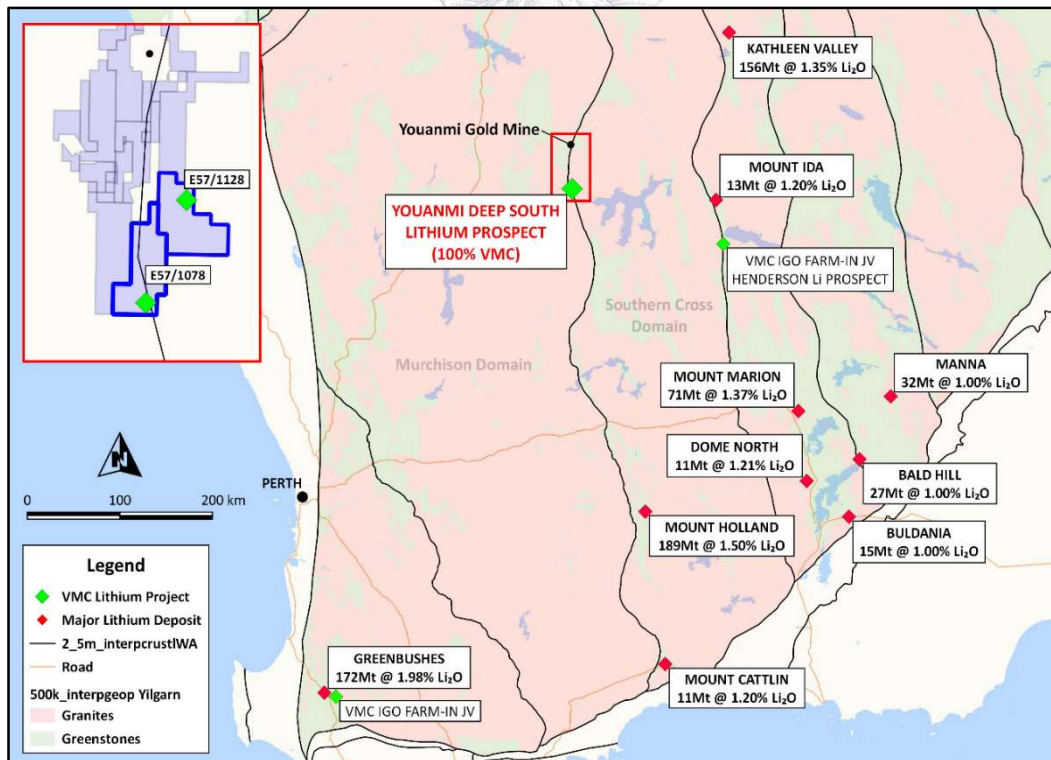 E57/1128
E57/1078
KATHLEEN VALLEY
156Mt @ 1.35% Li₂O
Youanmi Gold Mine
MOUNT IDA
13Mt @ 1.20% Li₂O
YOUANMI DEEP SOUTH
LITHIUM PROSPECT
(100% VMC)
VMC IGO FARM-IN JV
HENDERSON Li PROSPECT
Southern Cross
Domain
Murchison Domain
MANNA
32Mt @ 1.00% Li₂O
MOUNT MARION
71Mt @ 1.37% Li₂O
DOME NORTH
11Mt @ 1.21% Li₂O
BALD HILL
27Mt @ 1.00% Li₂O
N
0 100 200 km
PERTH
MOUNT HOLLAND
189Mt @ 1.50% Li₂O
BULDANIA
15Mt @ 1.00% Li₂O
Legend
VMC Lithium Project
Major Lithium Deposit
2_5m_interpcrustlWA
Road
500k_interpgeop Yilgarn
Granites
Greenstones
GREENBUSHES
172Mt @ 1.98% Li₂O
VMC IGO FARM-IN JV
MOUNT CATTLIN
11Mt @ 1.20% Li₂O